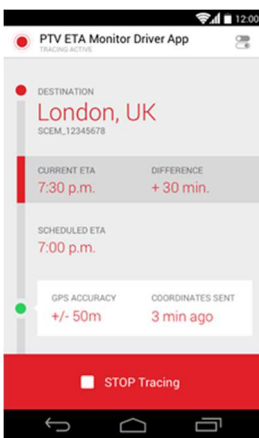 12:00
PTV ETA Monitor Driver App
TRACING ACTIVE
DESTINATION
London, UK
SCEM_12345678
CURRENT ETA DIFFERENCE
7:30 p.m. + 30 min.
SCHEDULED ETA
7:00 p.m.
GPS ACCURACY COORDINATES SENT
+/- 50m 3 min ago
STOP Tracing